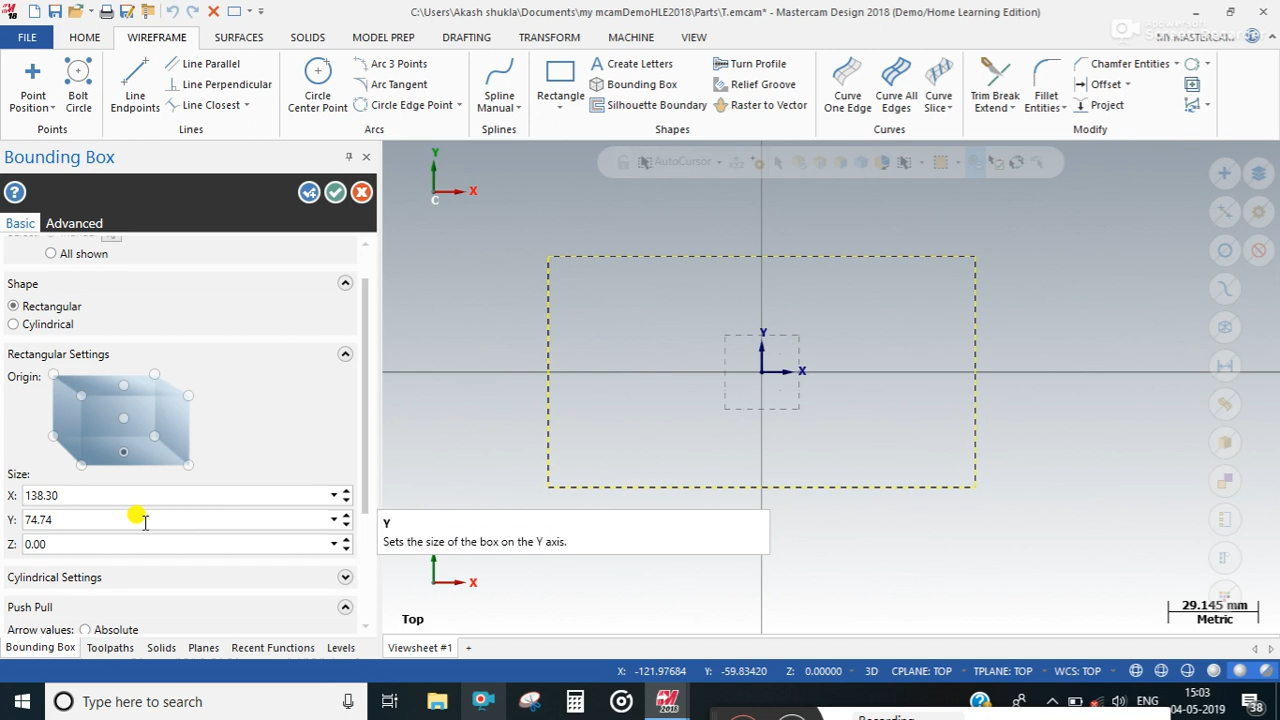 C:\Users\Akash shukla\Documents\my mcamDemoHLE2018\Parts\T.emcam* - Mastercam Design 2018 (Demo/Home Learning Edition)
FILE HOME WIREFRAME SURFACES SOLIDS MODEL PREP DRAFTING TRANSFORM MACHINE VIEW MY MASTERCAM
Point Position
Bolt Circle
Points
Line Endpoints
Line Parallel
Line Perpendicular
Line Closest
Lines
Circle Center Point
Arc 3 Points
Arc Tangent
Circle Edge Point
Arcs
Spline Manual
Splines
Rectangle
Create Letters
Bounding Box
Silhouette Boundary
Turn Profile
Relief Groove
Raster to Vector
Shapes
Curve One Edge
Curve All Edges
Curve Slice
Curves
Trim Break Extend
Fillet Entities
Chamfer Entities
Offset
Project
Modify
Bounding Box
Basic Advanced
All shown
Shape
Rectangular
Cylindrical
Rectangular Settings
Origin:
Size:
X: 138.30
Y: 74.74
Z: 0.00
Cylindrical Settings
Push Pull
Arrow values: Absolute
AutoCursor
Y
X
C
Y
X
Y
Sets the size of the box on the Y axis.
X
Top
29.145 mm
Metric
Bounding Box Toolpaths Solids Planes Recent Functions Levels
Viewsheet #1 +
X: -121.97684 Y: -59.83420 Z: 0.00000 3D CPLANE: TOP TPLANE: TOP WCS: TOP
Type here to search
ENG
15:03
04-05-2019
38
18
2018
Recording